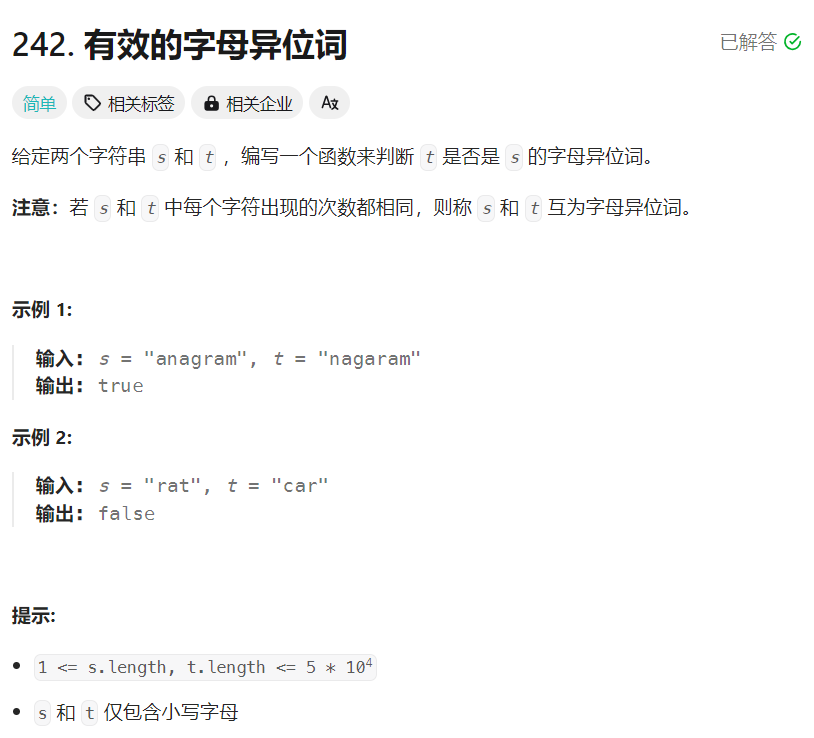 242. 有效的字母异位词
已解答
简单 相关标签 相关企业 Az
给定两个字符串 s 和 t ，编写一个函数来判断 t 是否是 s 的字母异位词。
注意：若 s 和 t 中每个字符出现的次数都相同，则称 s 和 t 互为字母异位词。
示例 1:
输入: s = "anagram", t = "nagaram"
输出: true
示例 2:
输入: s = "rat", t = "car"
输出: false
提示:
• 1 <= s.length, t.length <= 5 * 10⁴
• s 和 t 仅包含小写字母